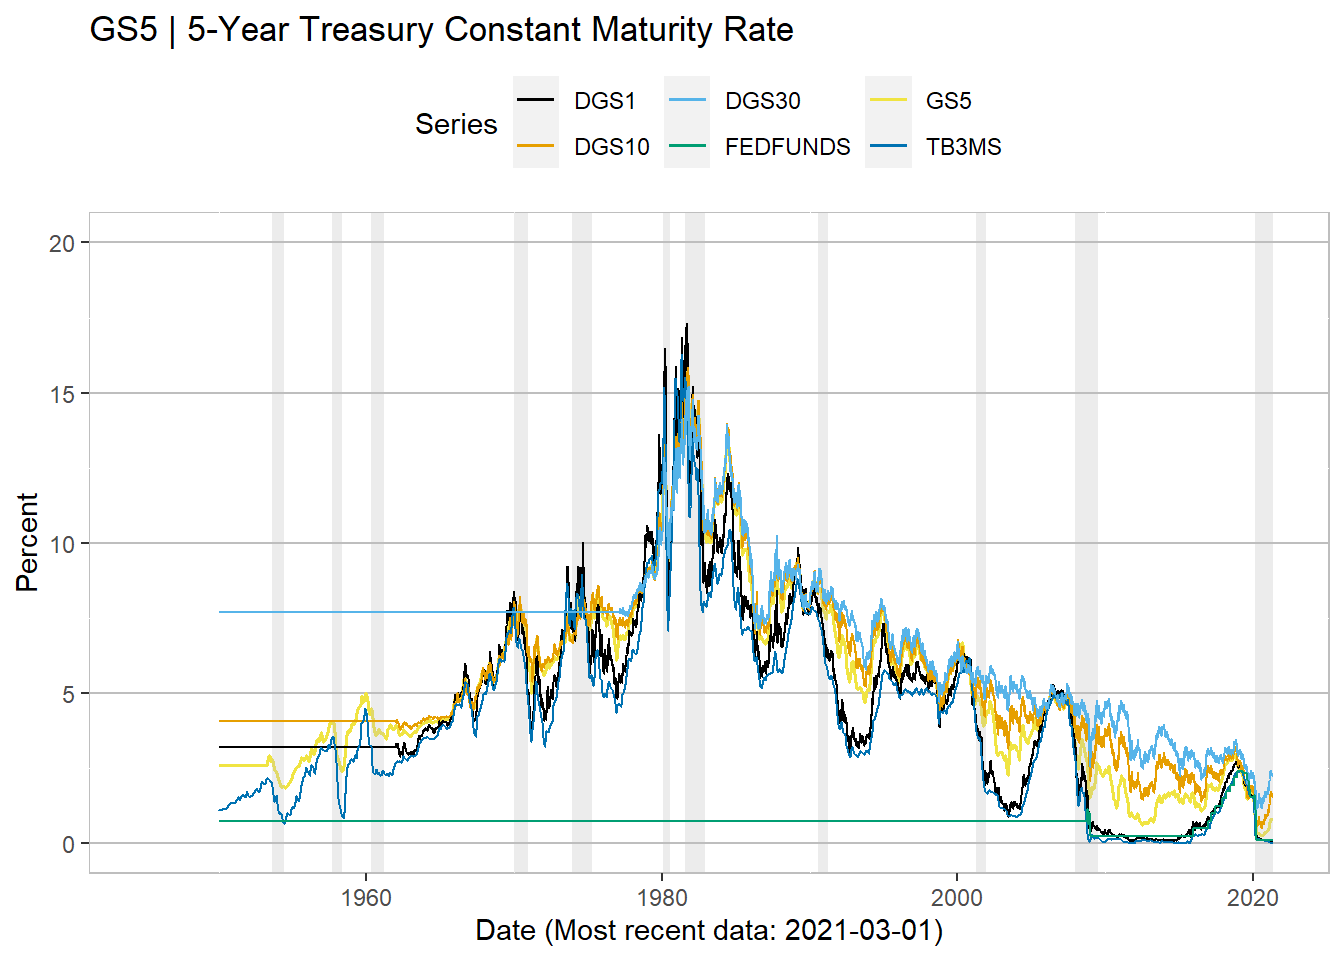 GS5 | 5-Year Treasury Constant Maturity Rate
Series
DGS1
DGS30
GS5
DGS10
FEDFUNDS
TB3MS
Percent
20
15
10
5
0
1960
1980
2000
2020
Date (Most recent data: 2021-03-01)